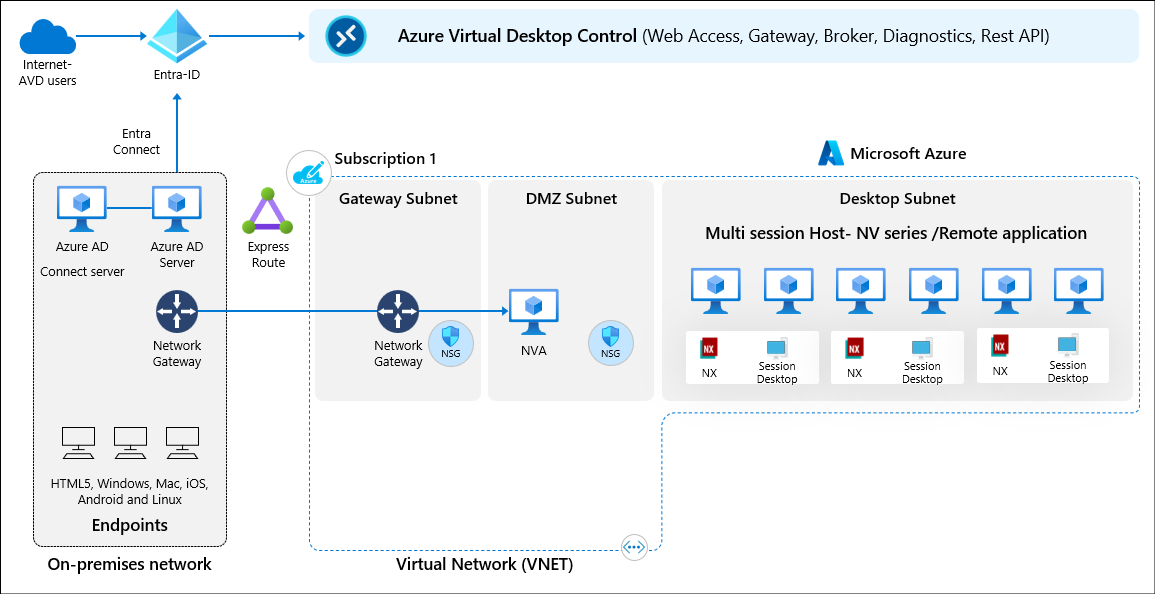 Internet-
AVD users
Entra-ID
Azure Virtual Desktop Control (Web Access, Gateway, Broker, Diagnostics, Rest API)
Entra
Connect
Azure
Subscription 1
Microsoft Azure
Gateway Subnet
DMZ Subnet
Desktop Subnet
Multi session Host- NV series /Remote application
Azure AD
Connect server
Azure AD
Server
Express
Route
Network
Gateway
Network
Gateway
NSG
NVA
NSG
NX
NX
Session
Desktop
NX
NX
Session
Desktop
NX
NX
Session
Desktop
HTML5, Windows, Mac, iOS,
Android and Linux
Endpoints
On-premises network
Virtual Network (VNET)